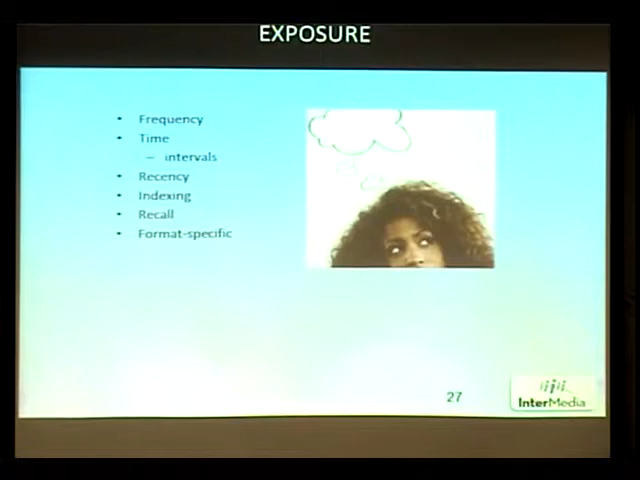 EXPOSURE
• Frequency
• Time
– intervals
• Recency
• Indexing
• Recall
• Format-specific
27
InterMedia